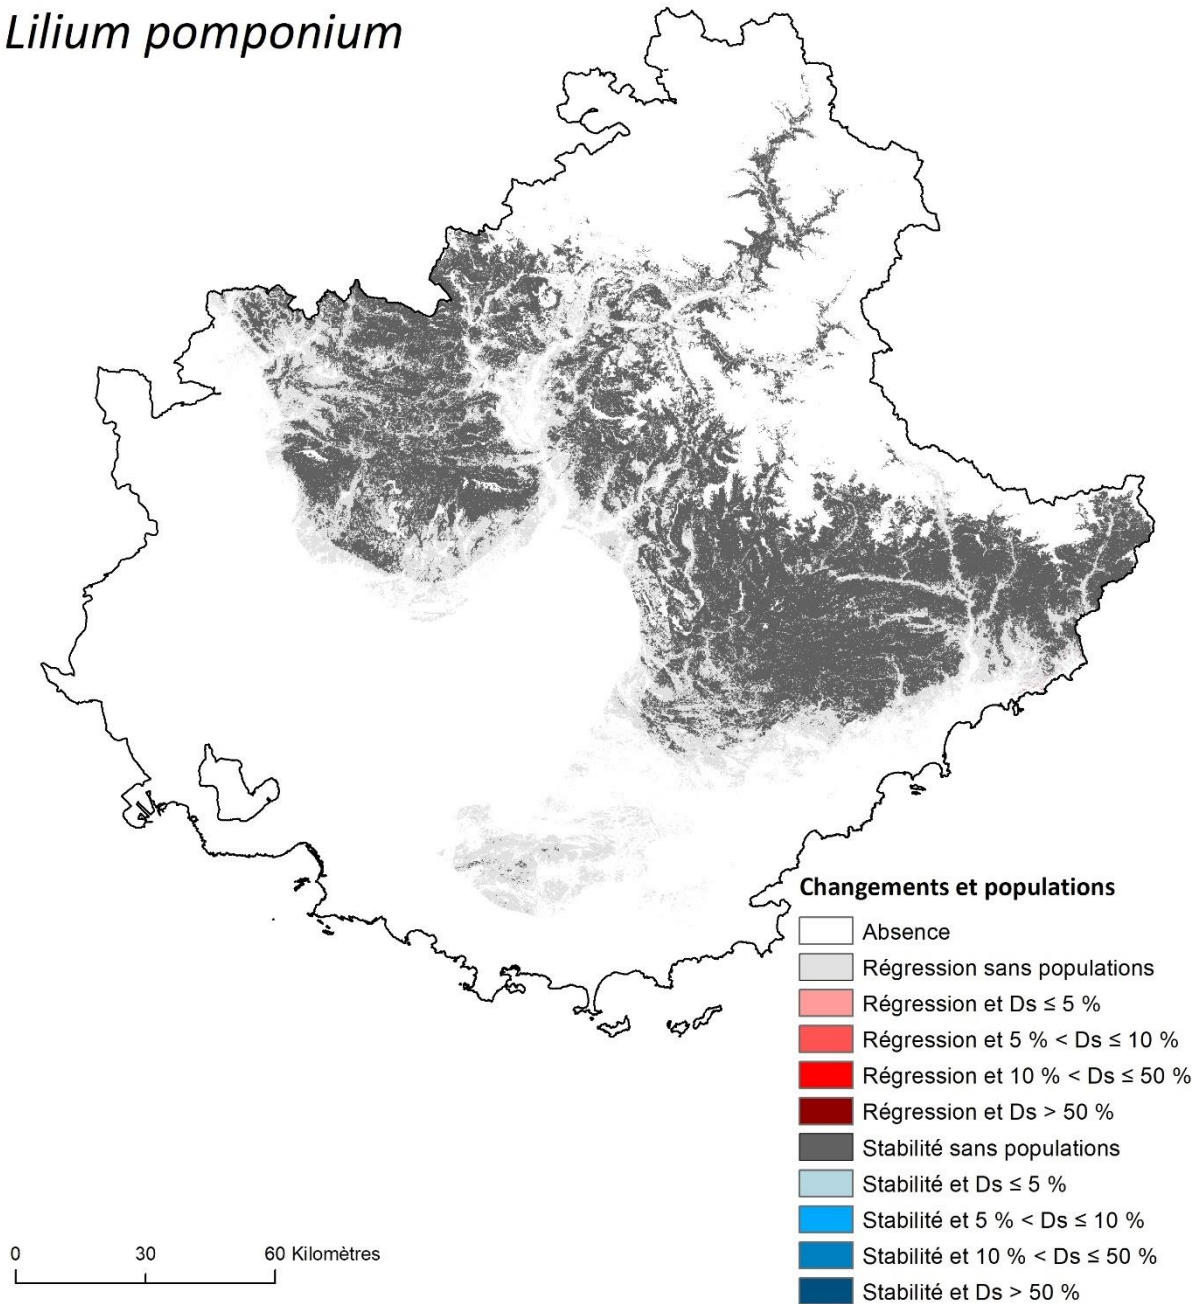 Lilium pomponium
Changements et populations
Absence
Régression sans populations
Régression et Ds ≤ 5 %
Régression et 5 % < Ds ≤ 10 %
Régression et 10 % < Ds ≤ 50 %
Régression et Ds > 50 %
Stabilité sans populations
Stabilité et Ds ≤ 5 %
Stabilité et 5 % < Ds ≤ 10 %
Stabilité et 10 % < Ds ≤ 50 %
Stabilité et Ds > 50 %
0 30 60 Kilomètres